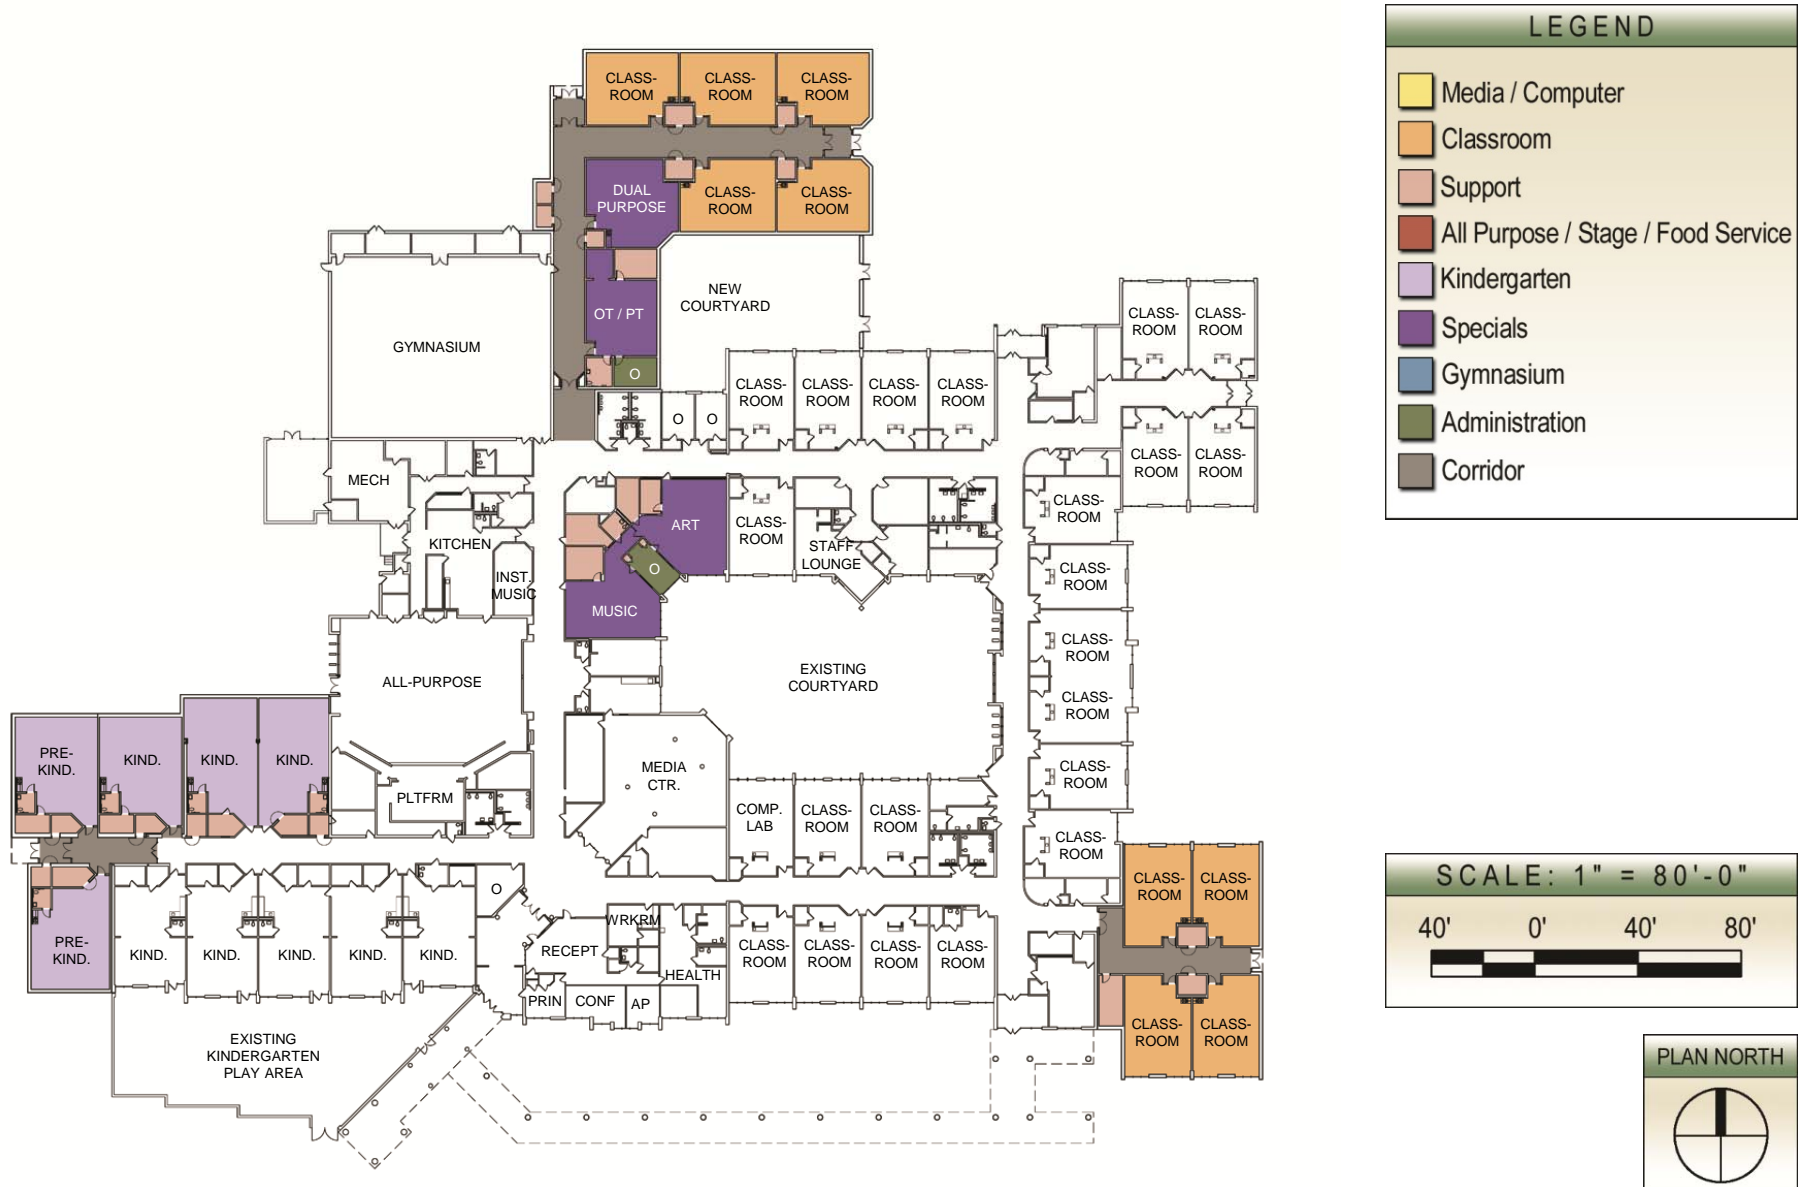 LEGEND
Media / Computer
Classroom
Support
All Purpose / Stage / Food Service
Kindergarten
Specials
Gymnasium
Administration
Corridor
CLASS-
ROOM
CLASS-
ROOM
CLASS-
ROOM
DUAL
PURPOSE
CLASS-
ROOM
CLASS-
ROOM
NEW
COURTYARD
OT / PT
O
GYMNASIUM
CLASS-
ROOM
CLASS-
ROOM
CLASS-
ROOM
CLASS-
ROOM
CLASS-
ROOM
CLASS-
ROOM
O
O
CLASS-
ROOM
CLASS-
ROOM
MECH
KITCHEN
INST.
MUSIC
ART
O
MUSIC
CLASS-
ROOM
STAFF
LOUNGE
CLASS-
ROOM
CLASS-
ROOM
CLASS-
ROOM
CLASS-
ROOM
CLASS-
ROOM
CLASS-
ROOM
EXISTING
COURTYARD
ALL-PURPOSE
PRE-
KIND.
KIND.
KIND.
KIND.
PLTFRM
MEDIA
CTR.
COMP.
LAB
CLASS-
ROOM
CLASS-
ROOM
CLASS-
ROOM
CLASS-
ROOM
PRE-
KIND.
KIND.
KIND.
KIND.
KIND.
KIND.
O
RECEPT
WRKRM
HEALTH
PRIN
CONF
AP
CLASS-
ROOM
CLASS-
ROOM
CLASS-
ROOM
CLASS-
ROOM
CLASS-
ROOM
CLASS-
ROOM
EXISTING
KINDERGARTEN
PLAY AREA
SCALE: 1" = 80'-0"
40' 0' 40' 80'
PLAN NORTH